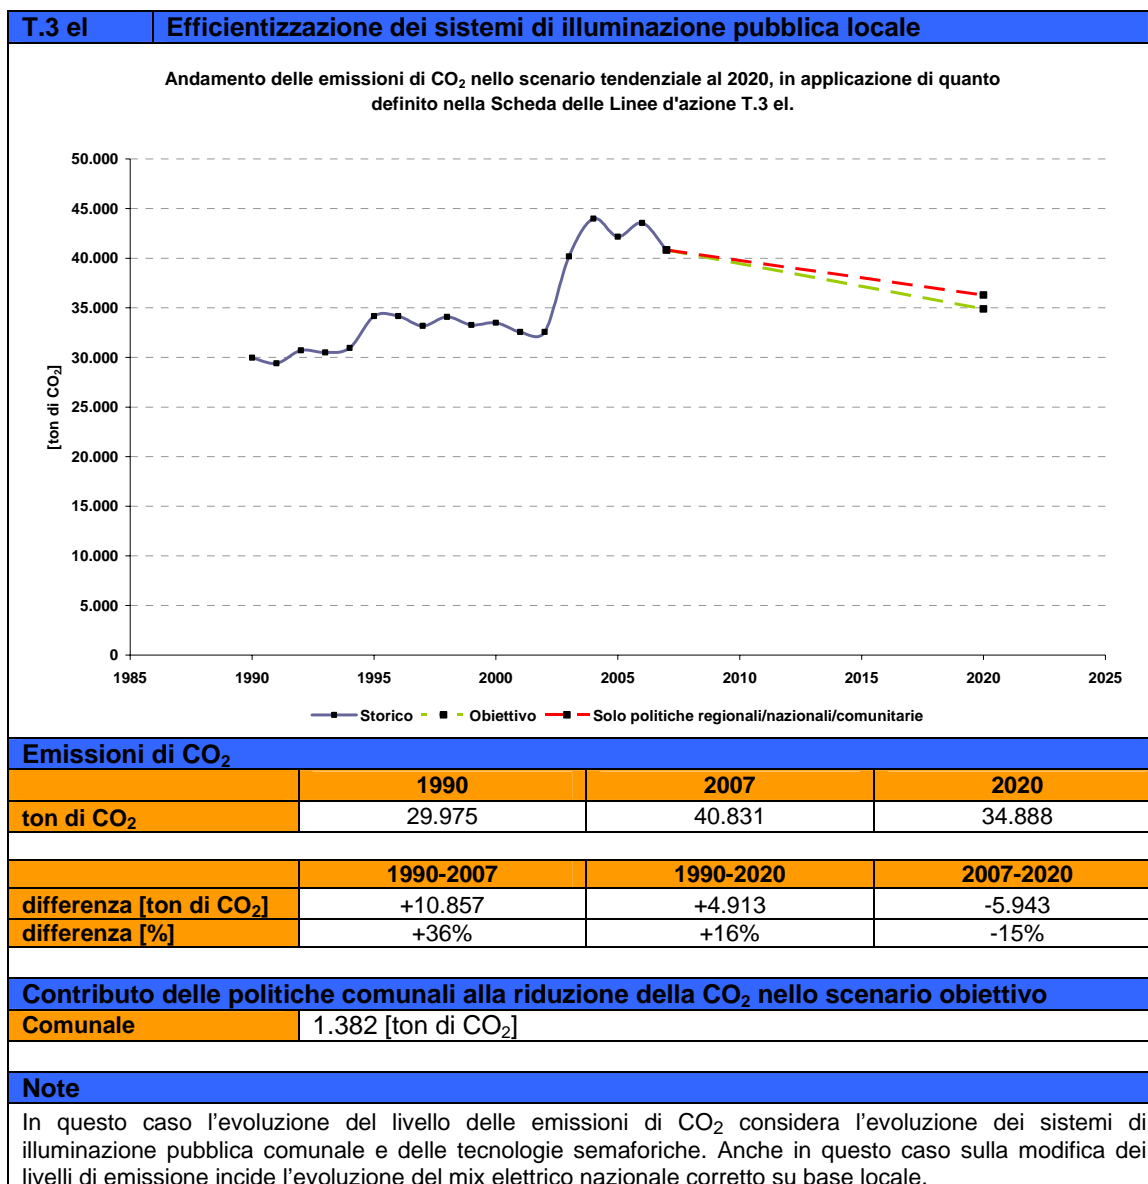 T.3 el Efficientizzazione dei sistemi di illuminazione pubblica locale
Andamento delle emissioni di CO₂ nello scenario tendenziale al 2020, in applicazione di quanto
definito nella Scheda delle Linee d'azione T.3 el.
[ton di CO₂]
50.000
45.000
40.000
35.000
30.000
25.000
20.000
15.000
10.000
5.000
0
1985 1990 1995 2000 2005 2010 2015 2020 2025
Storico Obiettivo Solo politiche regionali/nazionali/comunitarie
Emissioni di CO₂
1990 2007 2020
ton di CO₂ 29.975 40.831 34.888
1990-2007 1990-2020 2007-2020
differenza [ton di CO₂] +10.857 +4.913 -5.943
differenza [%] +36% +16% -15%
Contributo delle politiche comunali alla riduzione della CO₂ nello scenario obiettivo
Comunale 1.382 [ton di CO₂]
Note
In questo caso l'evoluzione del livello delle emissioni di CO₂ considera l'evoluzione dei sistemi di
illuminazione pubblica comunale e delle tecnologie semaforiche. Anche in questo caso sulla modifica dei
livelli di emissione incide l'evoluzione del mix elettrico nazionale corretto su base locale.